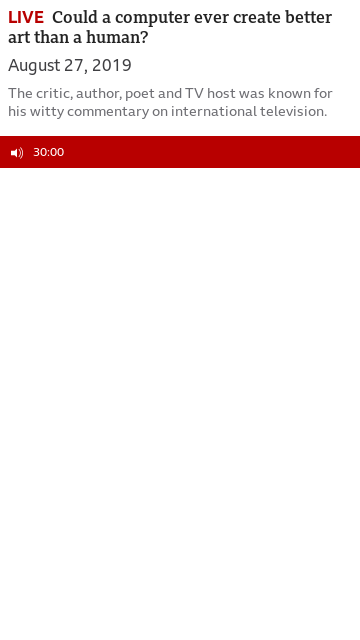 LIVE Could a computer ever create better
art than a human?
August 27, 2019
The critic, author, poet and TV host was known for
his witty commentary on international television.
30:00